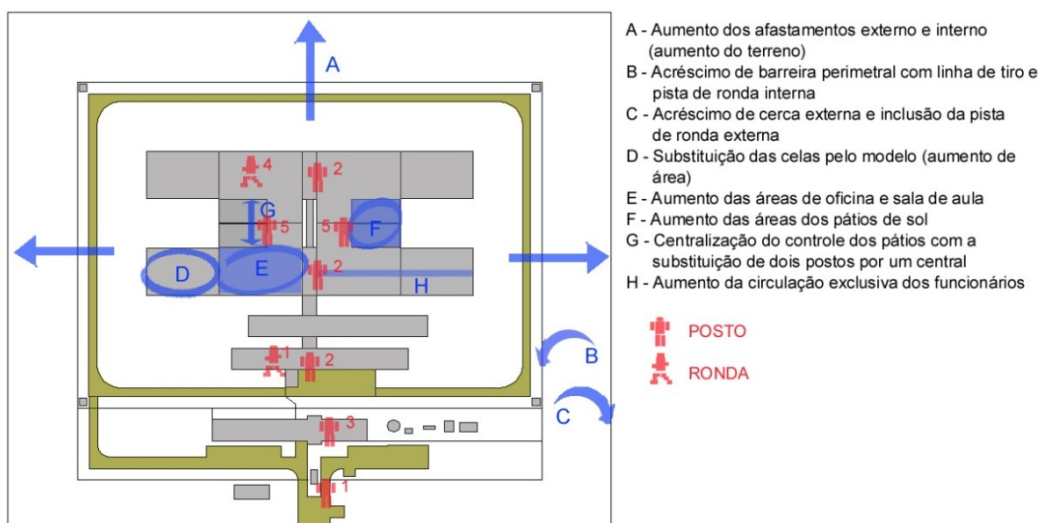 A
4
2
G
5
5
F
D
E
2
H
1
2
B
C
3
1
A - Aumento dos afastamentos externo e interno
(aumento do terreno)
B - Acréscimo de barreira perimetral com linha de tiro e
pista de ronda interna
C - Acréscimo de cerca externa e inclusão da pista
de ronda externa
D - Substituição das celas pelo modelo (aumento de
área)
E - Aumento das áreas de oficina e sala de aula
F - Aumento das áreas dos pátios de sol
G - Centralização do controle dos pátios com a
substituição de dois postos por um central
H - Aumento da circulação exclusiva dos funcionários
POSTO
RONDA